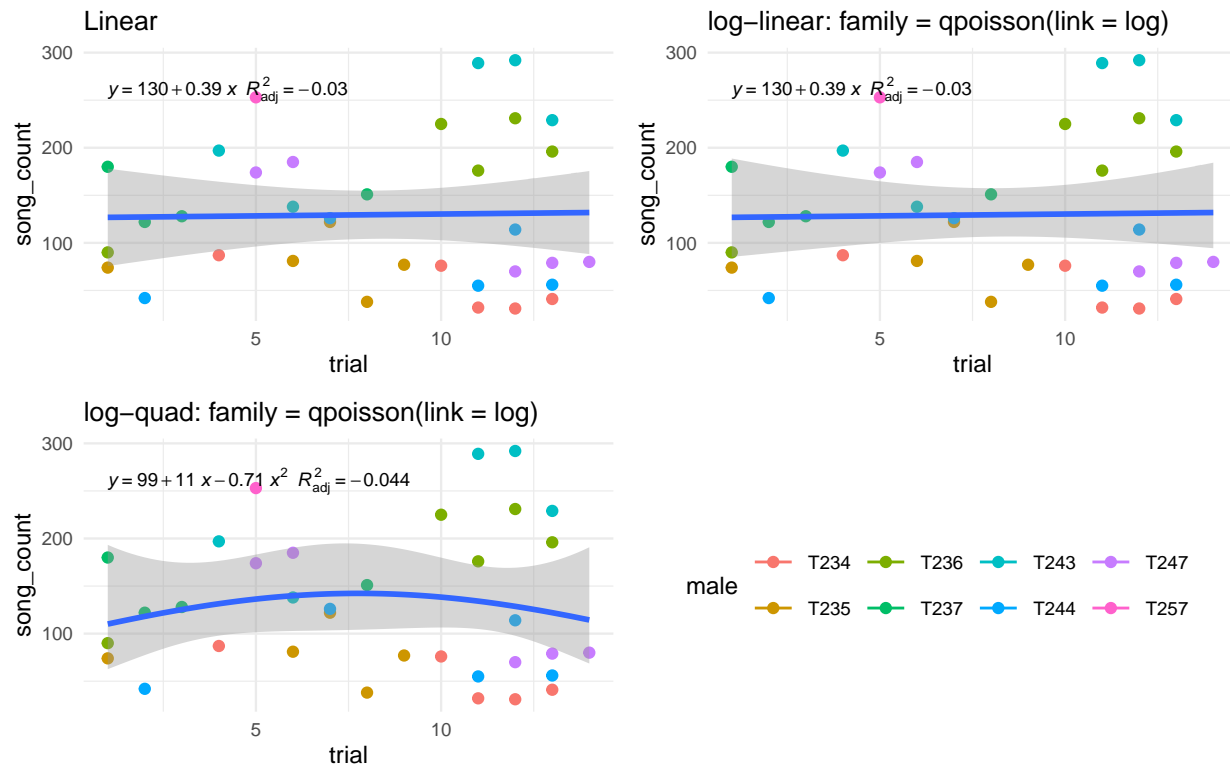 Linear
300
200
100
song_count
y = 130 + 0.39 x R²adj = −0.03
5
10
trial
log−linear: family = qpoisson(link = log)
300
200
100
song_count
y = 130 + 0.39 x R²adj = −0.03
5
10
trial
log−quad: family = qpoisson(link = log)
300
200
100
song_count
y = 99 + 11 x − 0.71 x² R²adj = −0.044
5
10
trial
male
T234 T236 T243 T247
T235 T237 T244 T257